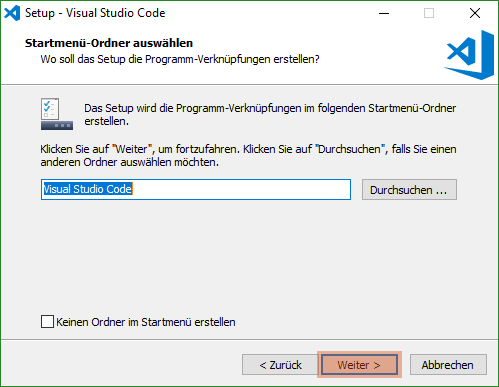 Setup - Visual Studio Code
Startmenü-Ordner auswählen
Wo soll das Setup die Programm-Verknüpfungen erstellen?
Das Setup wird die Programm-Verknüpfungen im folgenden Startmenü-Ordner
erstellen.
Klicken Sie auf "Weiter", um fortzufahren. Klicken Sie auf "Durchsuchen", falls Sie einen
anderen Ordner auswählen möchten.
Visual Studio Code
Durchsuchen ...
Keinen Ordner im Startmenü erstellen
< Zurück
Weiter >
Abbrechen